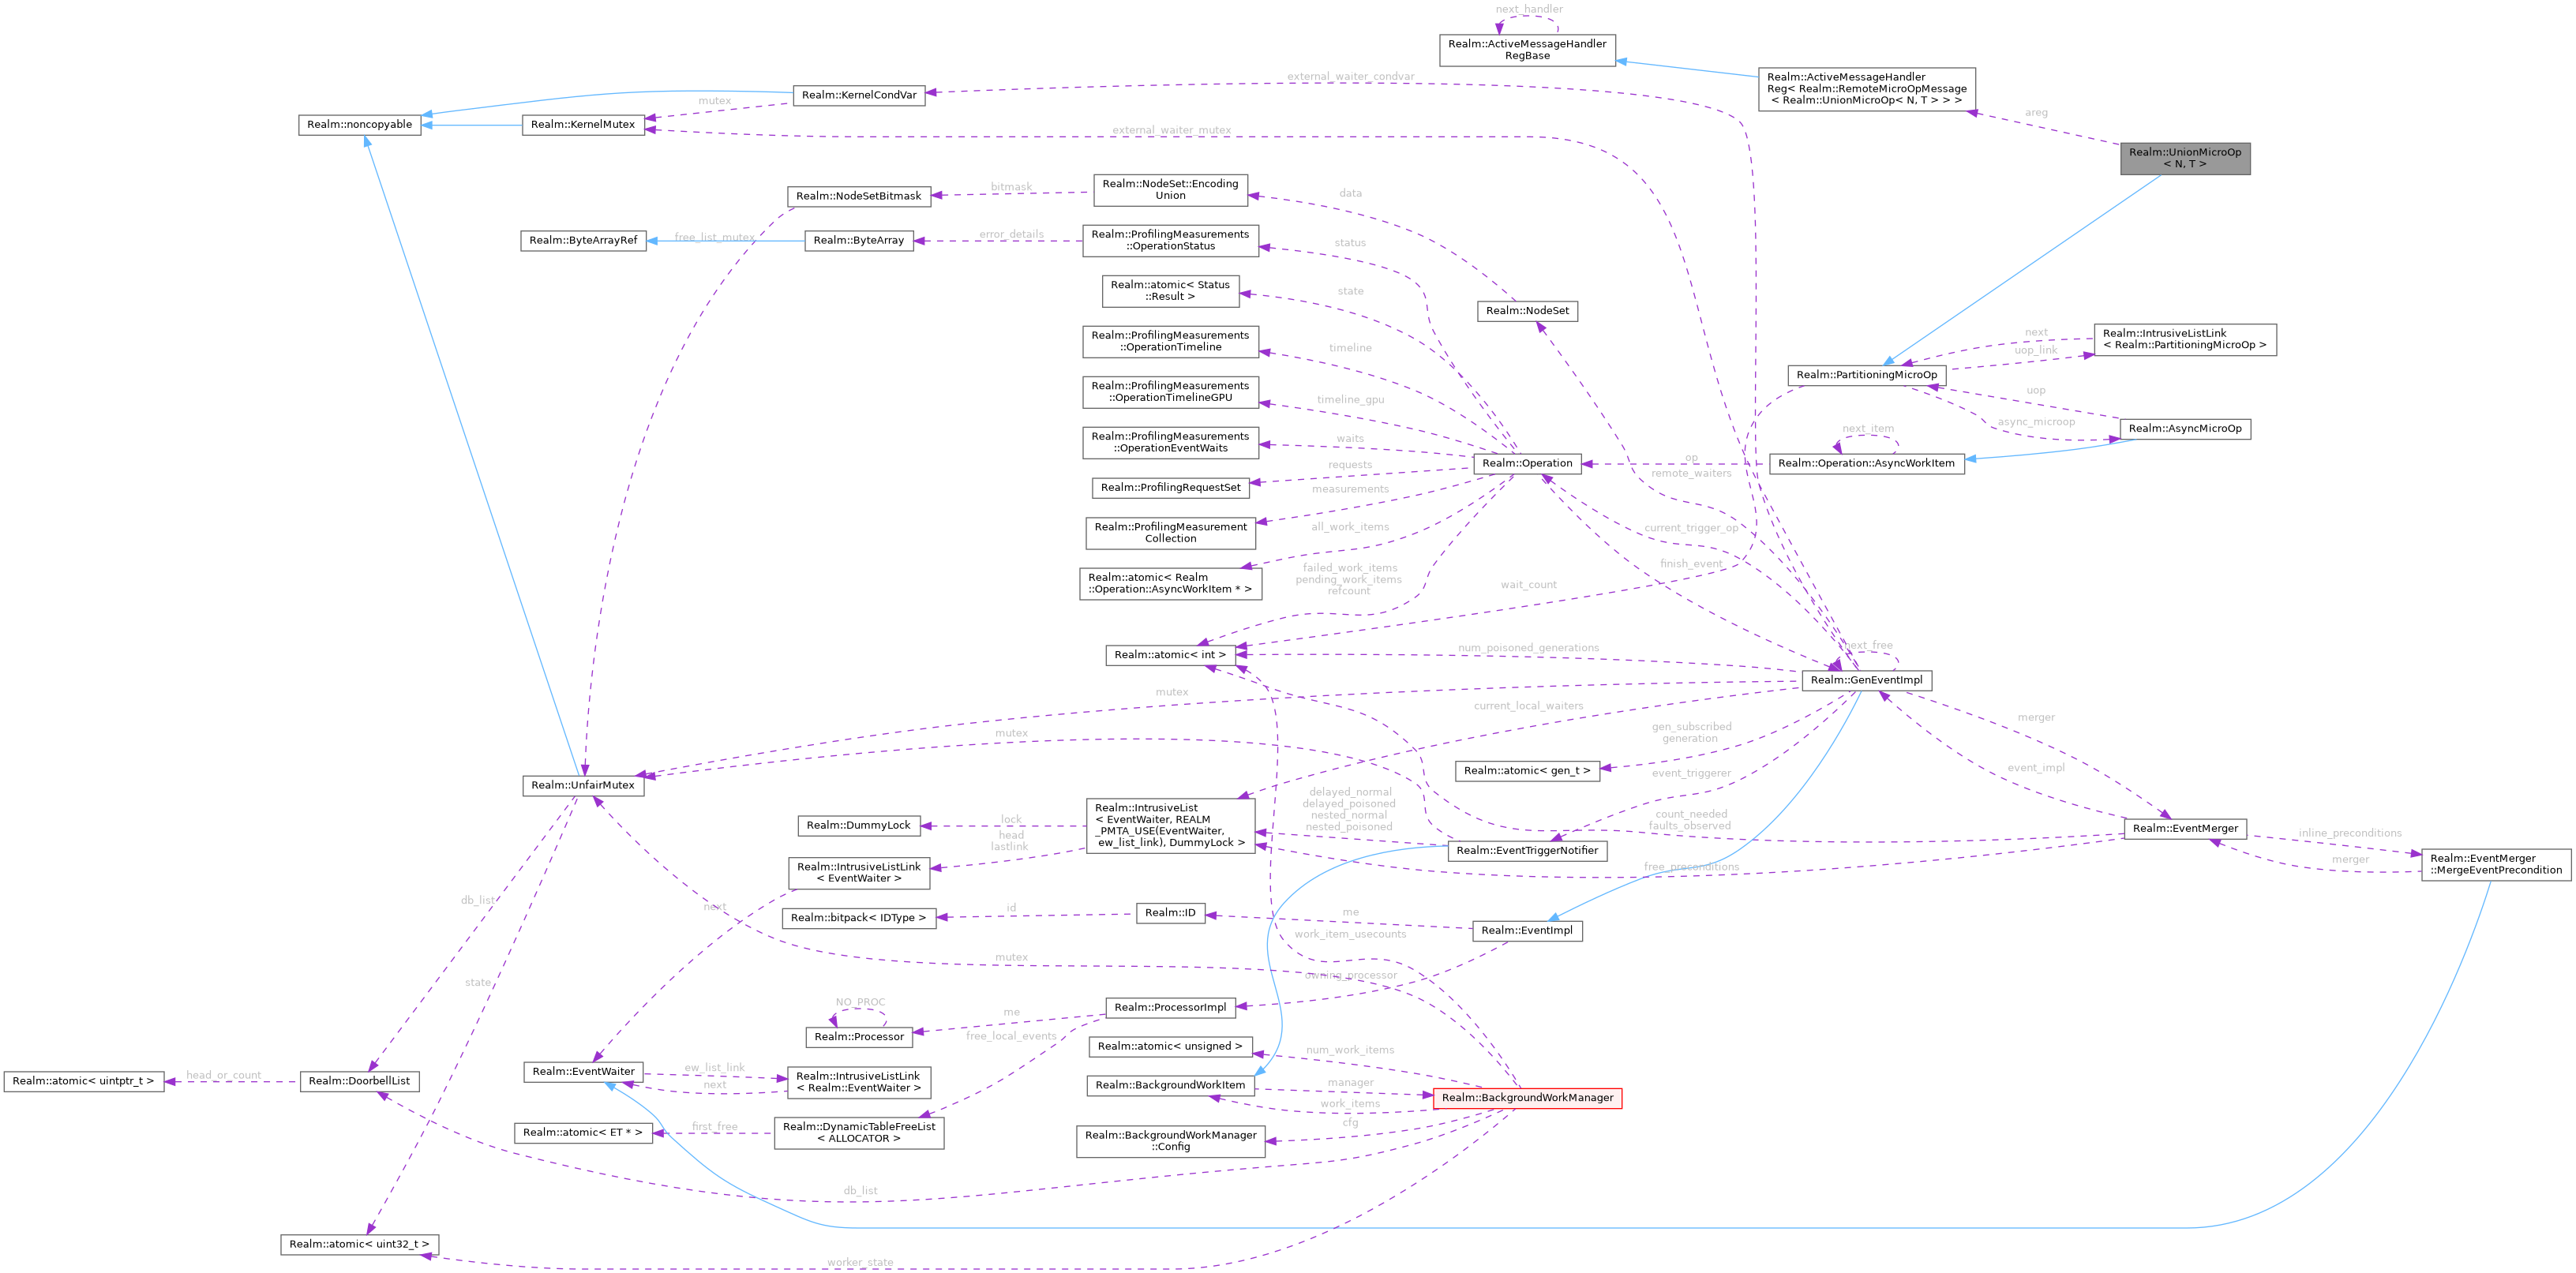 next_handler
Realm::ActiveMessageHandler
RegBase
external_waiter_condvar
Realm::ActiveMessageHandler
Reg< Realm::RemoteMicroOpMessage
< Realm::UnionMicroOp< N, T > > >
Realm::KernelCondVar
mutex
areg
Realm::noncopyable
Realm::KernelMutex
external_waiter_mutex
Realm::UnionMicroOp
< N, T >
Realm::NodeSetBitmask
bitmask
Realm::NodeSet::Encoding
Union
data
Realm::ByteArrayRef
free_list_mutex
Realm::ByteArray
error_details
Realm::ProfilingMeasurements
::OperationStatus
status
Realm::atomic< Status
::Result >
state
Realm::NodeSet
Realm::ProfilingMeasurements
::OperationTimeline
timeline
next
Realm::IntrusiveListLink
< Realm::PartitioningMicroOp >
uop_link
Realm::PartitioningMicroOp
Realm::ProfilingMeasurements
::OperationTimelineGPU
timeline_gpu
uop
async_microop
Realm::AsyncMicroOp
Realm::ProfilingMeasurements
::OperationEventWaits
waits
next_item
Realm::Operation
op
Realm::Operation::AsyncWorkItem
requests
remote_waiters
Realm::ProfilingRequestSet
measurements
Realm::ProfilingMeasurement
Collection
all_work_items
current_trigger_op
Realm::atomic< Realm
::Operation::AsyncWorkItem * >
failed_work_items
pending_work_items
refcount
wait_count
finish_event
Realm::atomic< int >
num_poisoned_generations
next_free
Realm::GenEventImpl
mutex
current_local_waiters
merger
mutex
gen_subscribed
generation
Realm::atomic< gen_t >
event_triggerer
event_impl
Realm::UnfairMutex
Realm::DummyLock
lock
head
lastlink
Realm::IntrusiveList
< EventWaiter, REALM
_PMTA_USE(EventWaiter,
ew_list_link), DummyLock >
delayed_normal
delayed_poisoned
nested_normal
nested_poisoned
count_needed
faults_observed
Realm::EventMerger
inline_preconditions
merger
Realm::EventMerger
::MergeEventPrecondition
Realm::EventTriggerNotifier
free_preconditions
Realm::IntrusiveListLink
< EventWaiter >
db_list
next
Realm::bitpack< IDType >
id
Realm::ID
me
Realm::EventImpl
work_item_usecounts
mutex
owning_processor
state
NO_PROC
Realm::Processor
me
free_local_events
Realm::ProcessorImpl
Realm::atomic< unsigned >
num_work_items
Realm::atomic< uintptr_t >
head_or_count
Realm::DoorbellList
Realm::EventWaiter
ew_list_link
next
Realm::IntrusiveListLink
< Realm::EventWaiter >
Realm::BackgroundWorkItem
manager
work_items
Realm::BackgroundWorkManager
cfg
Realm::atomic< ET * >
first_free
Realm::DynamicTableFreeList
< ALLOCATOR >
Realm::BackgroundWorkManager
::Config
db_list
Realm::atomic< uint32_t >
worker_state